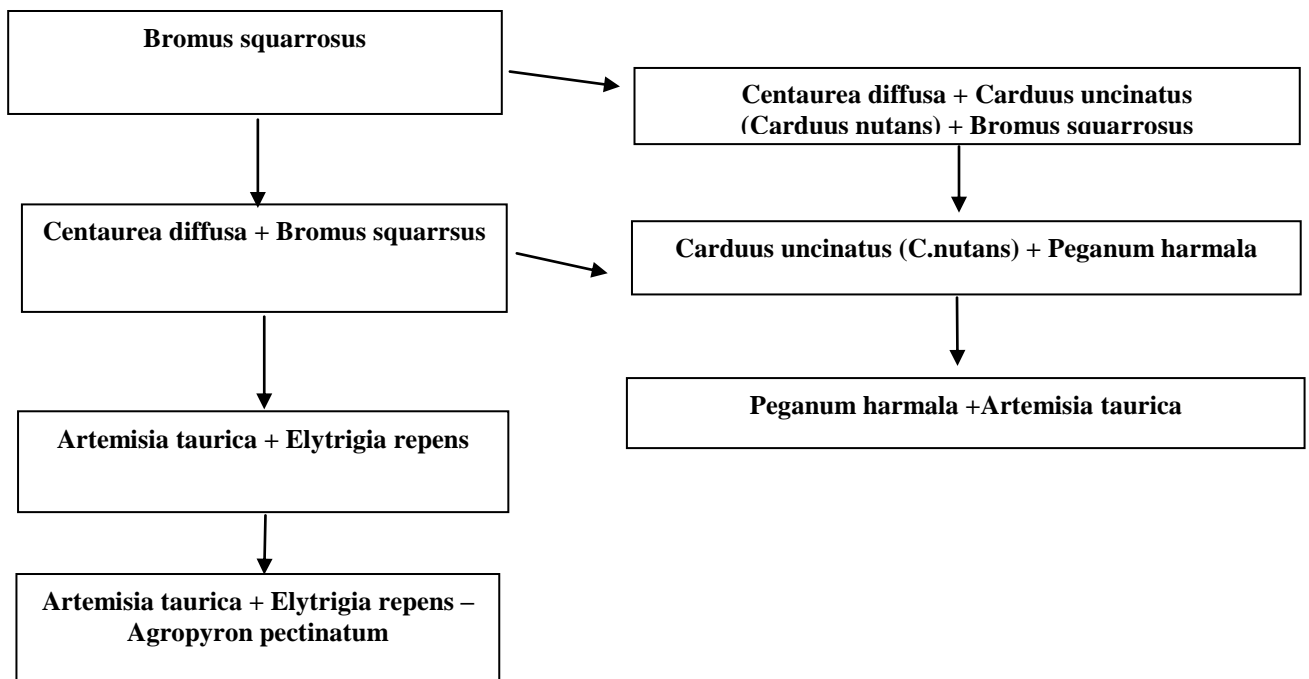 Bromus squarrosus
Centaurea diffusa + Carduus uncinatus
(Carduus nutans) + Bromus squarrosus
Centaurea diffusa + Bromus squarrsus
Carduus uncinatus (C.nutans) + Peganum harmala
Peganum harmala +Artemisia taurica
Artemisia taurica + Elytrigia repens
Artemisia taurica + Elytrigia repens –
Agropyron pectinatum